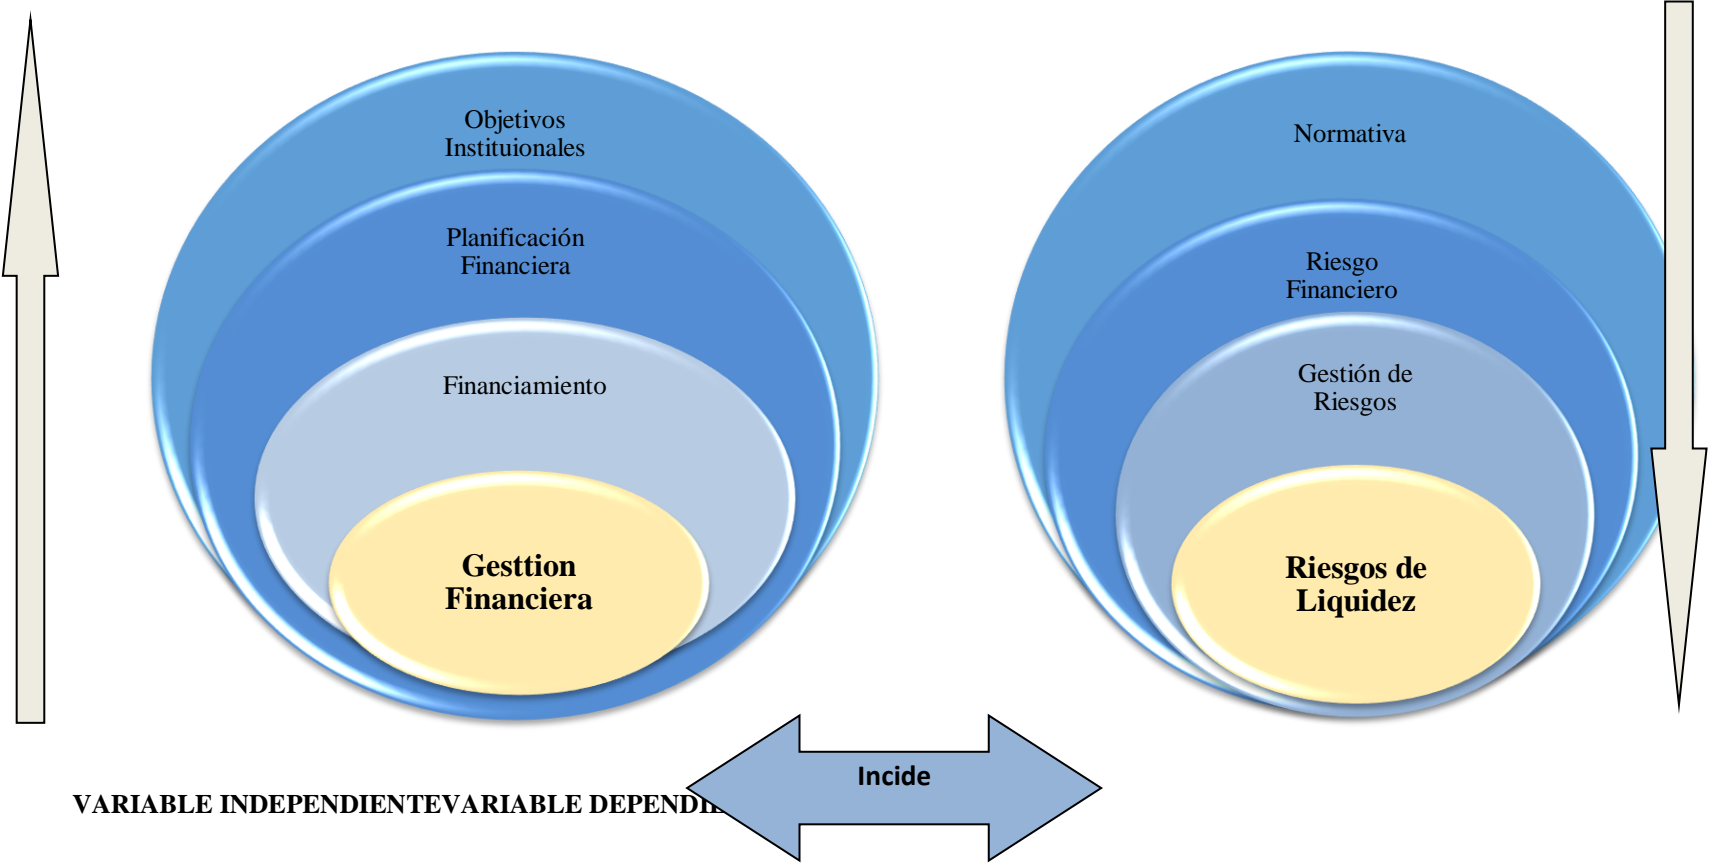 Objetivos
Instituionales
Planificación
Financiera
Financiamiento
Gesttion
Financiera
Normativa
Riesgo
Financiero
Gestión de
Riesgos
Riesgos de
Liquidez
Incide
VARIABLE INDEPENDIENTEVARIABLE